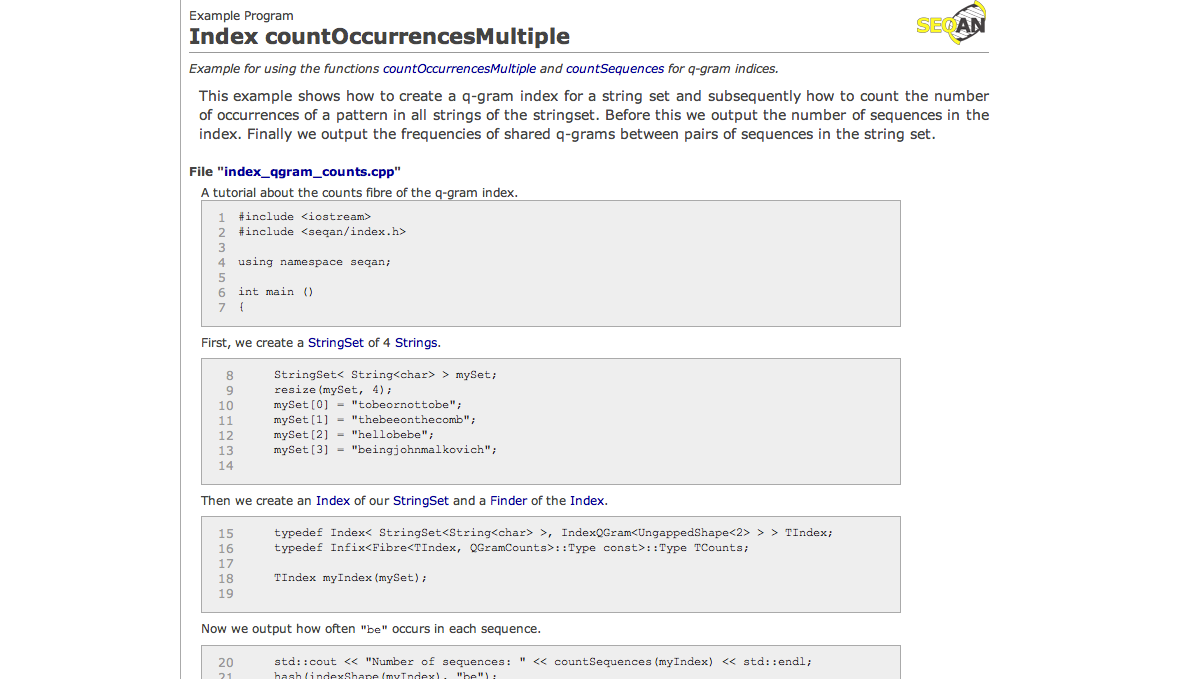 Example Program
SEQAN
Index countOccurrencesMultiple
Example for using the functions countOccurrencesMultiple and countSequences for q-gram indices.
This example shows how to create a q-gram index for a string set and subsequently how to count the number
of occurrences of a pattern in all strings of the stringset. Before this we output the number of sequences in the
index. Finally we output the frequencies of shared q-grams between pairs of sequences in the string set.
File "index_qgram_counts.cpp"
A tutorial about the counts fibre of the q-gram index.
1 #include <iostream>
2 #include <seqan/index.h>
3
4 using namespace seqan;
5
6 int main ()
7 {
First, we create a StringSet of 4 Strings.
8 StringSet< String<char> > mySet;
9 resize(mySet, 4);
10 mySet[0] = "tobeornottobe";
11 mySet[1] = "thebeeonthecomb";
12 mySet[2] = "hellobebe";
13 mySet[3] = "beingjohnmalkovich";
14
Then we create an Index of our StringSet and a Finder of the Index.
15 typedef Index< StringSet<String<char> >, IndexQGram<UngappedShape<2> > > TIndex;
16 typedef Infix<Fibre<TIndex, QGramCounts>::Type const>::Type TCounts;
17
18 TIndex myIndex(mySet);
19
Now we output how often "be" occurs in each sequence.
20 std::cout << "Number of sequences: " << countSequences(myIndex) << std::endl;
21 hash(indexShape(myIndex), "be");